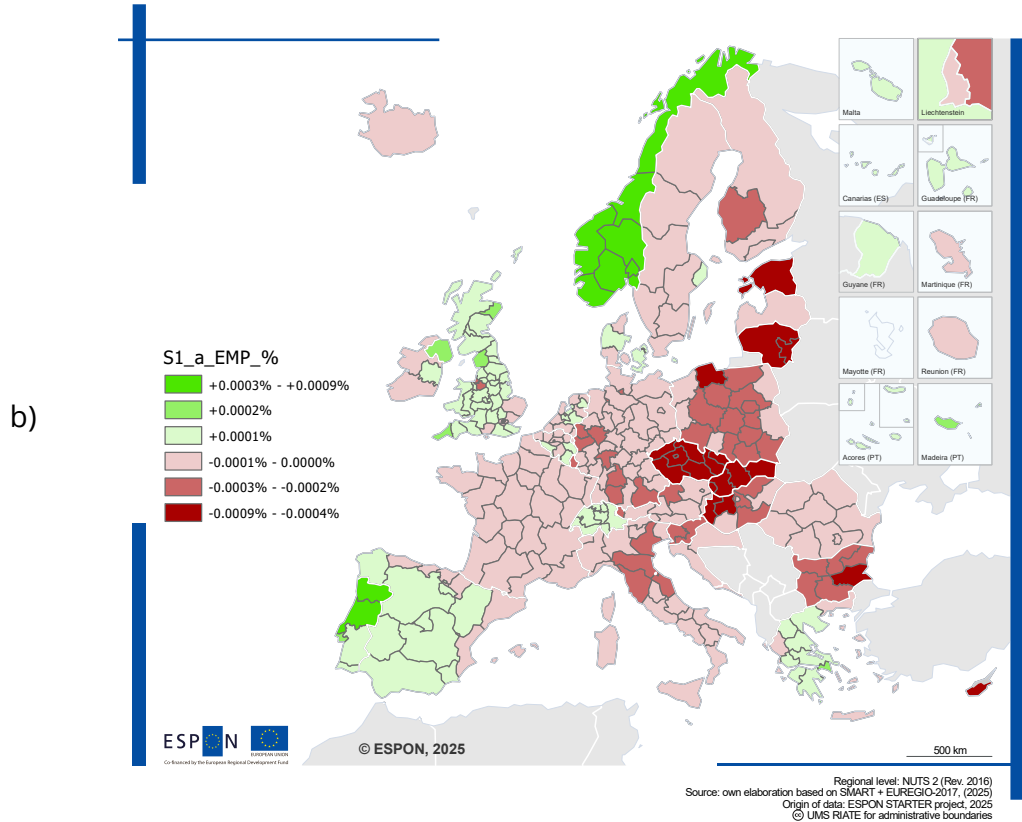 b)
S1_a_EMP_%
+0.0003% - +0.0009%
+0.0002%
+0.0001%
-0.0001% - 0.0000%
-0.0003% - -0.0002%
-0.0009% - -0.0004%
Malta
Liechtenstein
Canarias (ES)
Guadeloupe (FR)
Guyane (FR)
Martinique (FR)
Mayotte (FR)
Reunion (FR)
Acores (PT)
Madeira (PT)
ESPON
EUROPEAN UNION
Co-financed by the European Regional Development Fund
© ESPON, 2025
500 km
Regional level: NUTS 2 (Rev. 2016)
Source: own elaboration based on SMART + EUREGIO-2017, (2025)
Origin of data: ESPON STARTER project, 2025
(cc) UMS RIATE for administrative boundaries